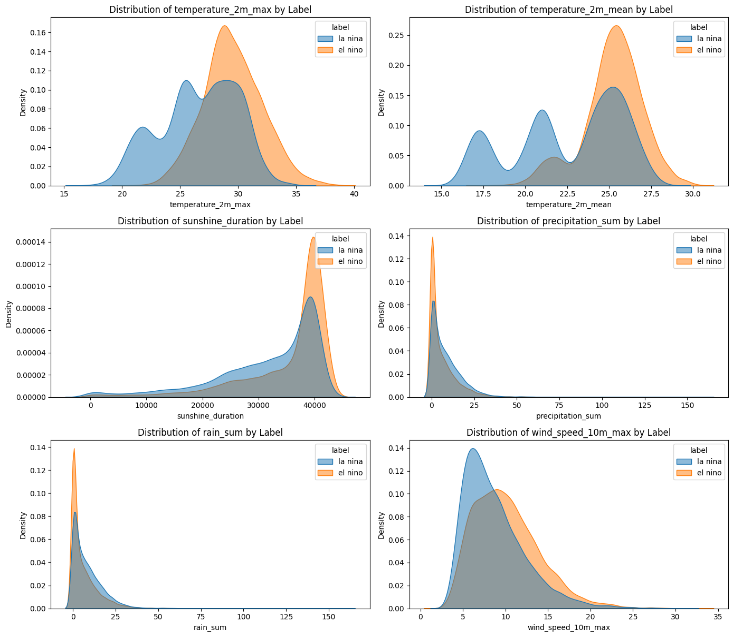 Distribution of temperature_2m_max by Label
0.16
0.14
0.12
0.10
0.08
0.06
0.04
0.02
0.00
Density
15 20 25 30 35 40
temperature_2m_max
label
la nina
el nino
Distribution of temperature_2m_mean by Label
0.25
0.20
0.15
0.10
0.05
0.00
Density
15.0 17.5 20.0 22.5 25.0 27.5 30.0
temperature_2m_mean
label
la nina
el nino
Distribution of sunshine_duration by Label
0.00014
0.00012
0.00010
0.00008
0.00006
0.00004
0.00002
0.00000
Density
0 10000 20000 30000 40000
sunshine_duration
label
la nina
el nino
Distribution of precipitation_sum by Label
0.14
0.12
0.10
0.08
0.06
0.04
0.02
0.00
Density
0 25 50 75 100 125 150
precipitation_sum
label
la nina
el nino
Distribution of rain_sum by Label
0.14
0.12
0.10
0.08
0.06
0.04
0.02
0.00
Density
0 25 50 75 100 125 150
rain_sum
label
la nina
el nino
Distribution of wind_speed_10m_max by Label
0.14
0.12
0.10
0.08
0.06
0.04
0.02
0.00
Density
0 5 10 15 20 25 30 35
wind_speed_10m_max
label
la nina
el nino